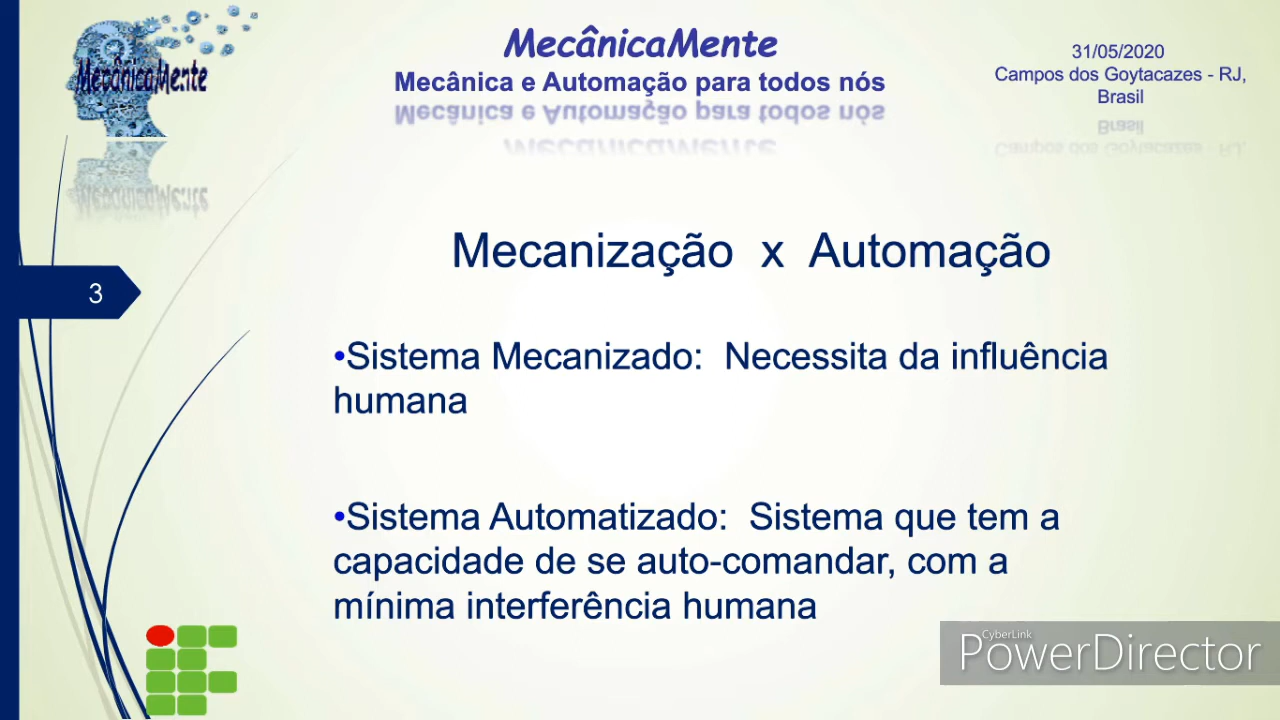 MecânicaMente
MecânicaMente
Mecânica e Automação para todos nós
31/05/2020
Campos dos Goytacazes - RJ,
Brasil
Mecanização x Automação
3
•Sistema Mecanizado: Necessita da influência
humana
•Sistema Automatizado: Sistema que tem a
capacidade de se auto-comandar, com a
mínima interferência humana
CyberLink
PowerDirector